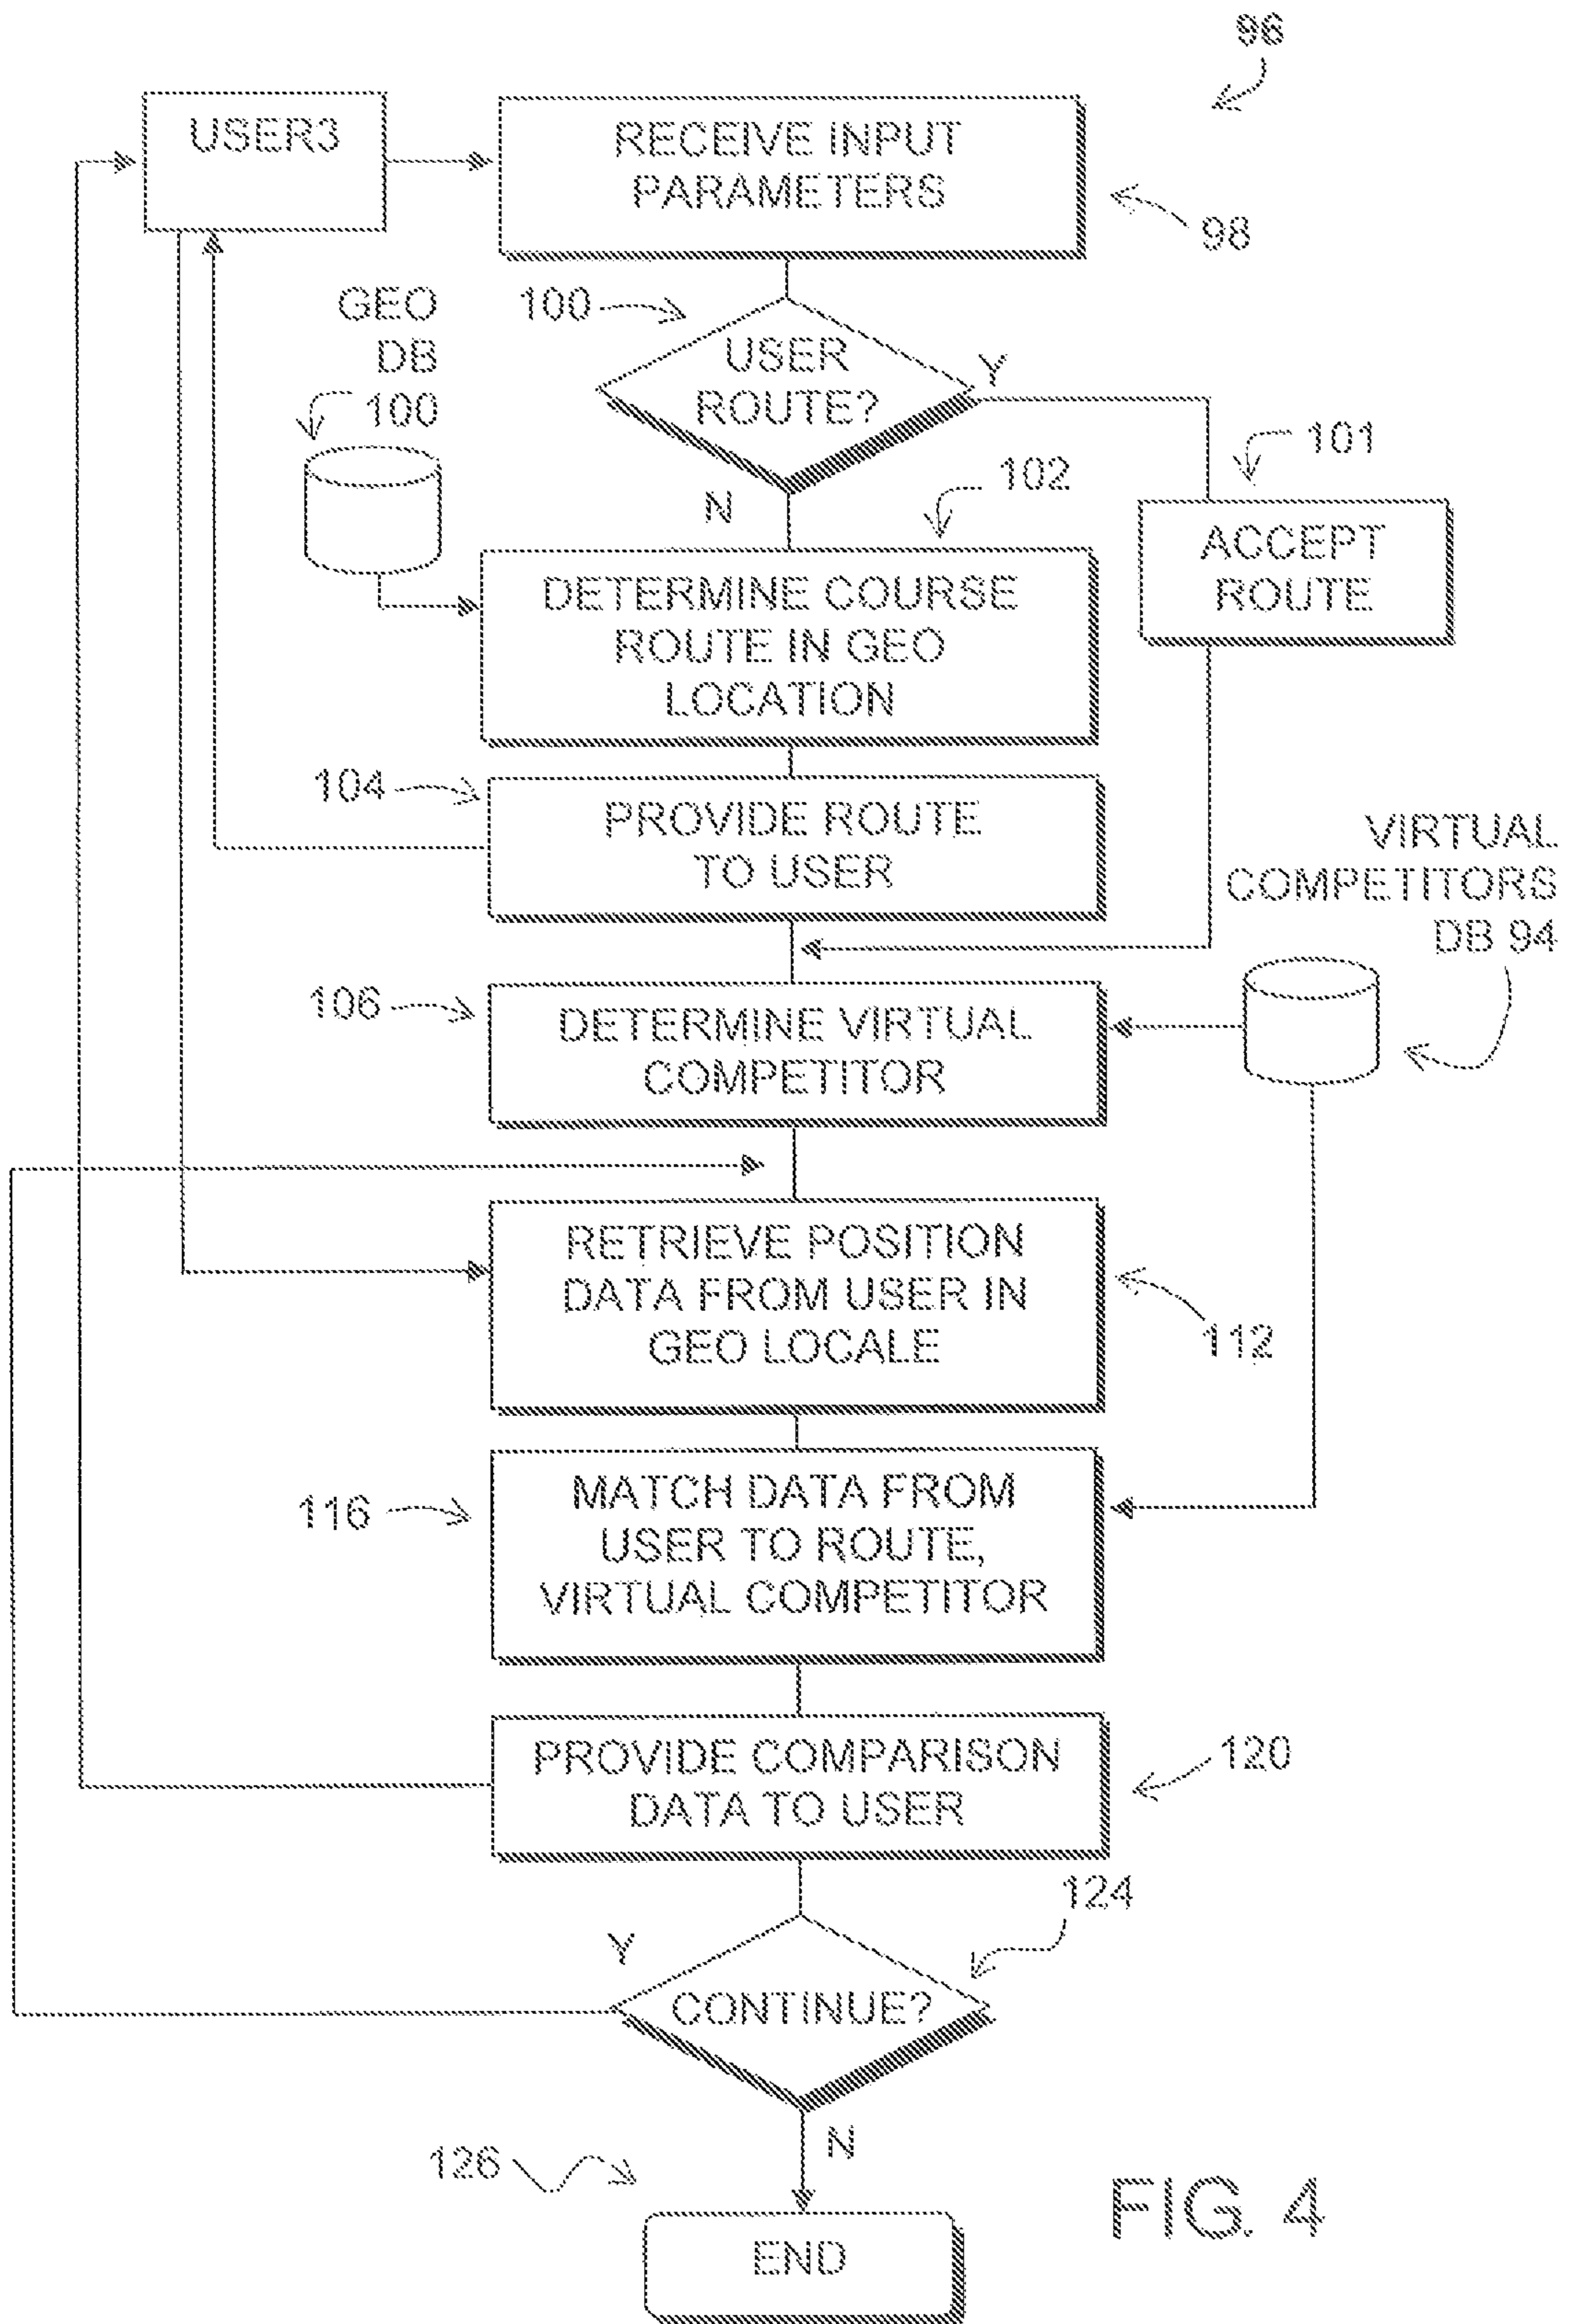 96
USER3
RECEIVE INPUT
PARAMETERS
98
GEO
DB
100
100
USER
ROUTE?
Y
N
101
102
ACCEPT
ROUTE
DETERMINE COURSE
ROUTE IN GEO
LOCATION
104
PROVIDE ROUTE
TO USER
VIRTUAL
COMPETITORS
DB 94
106
DETERMINE VIRTUAL
COMPETITOR
RETRIEVE POSITION
DATA FROM USER IN
GEO LOCALE
112
116
MATCH DATA FROM
USER TO ROUTE,
VIRTUAL COMPETITOR
PROVIDE COMPARISON
DATA TO USER
120
124
Y
CONTINUE?
N
126
END
FIG. 4